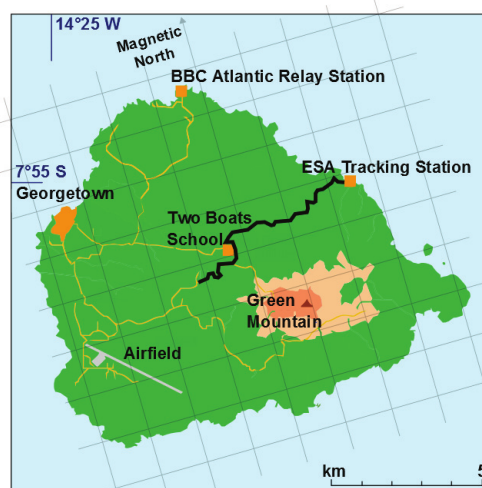 14°25 W
Magnetic
North
BBC Atlantic Relay Station
7°55 S
ESA Tracking Station
Georgetown
Two Boats
School
Green
Mountain
Airfield
km
5